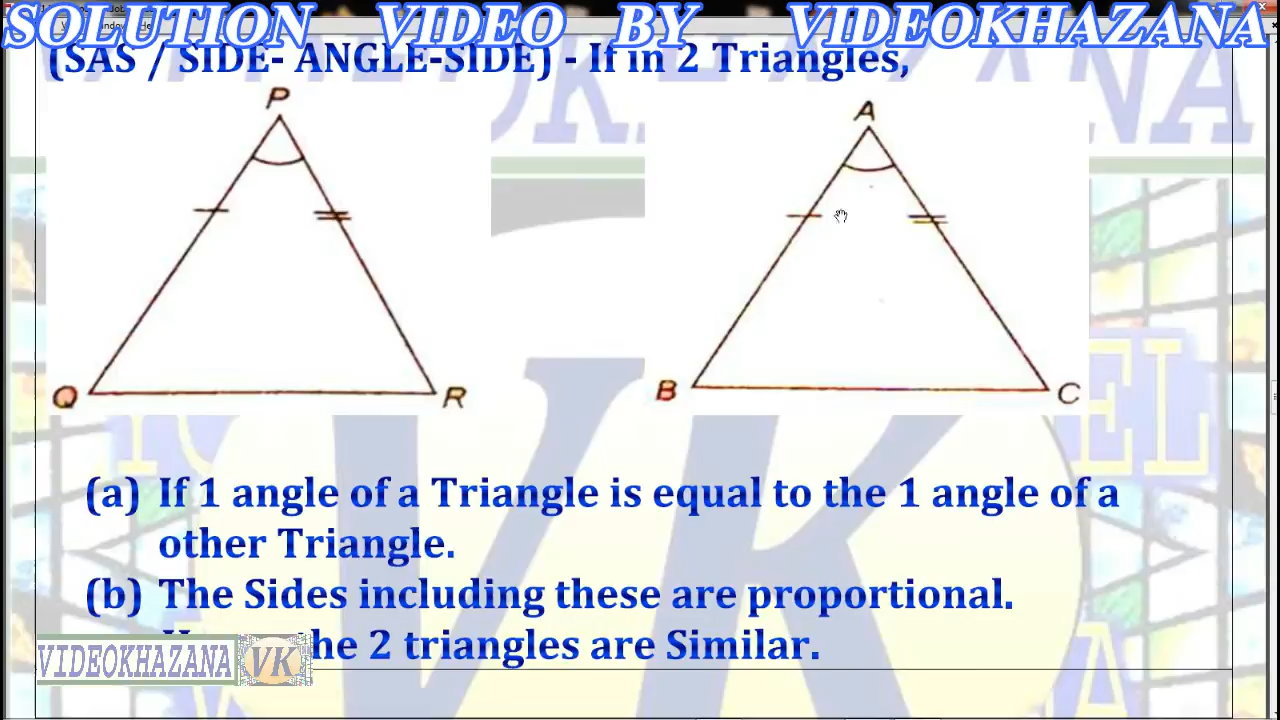 SOLUTION VIDEO BY VIDEOKHAZANA
(SAS / SIDE- ANGLE-SIDE) - If in 2 Triangles,
P
A
Q
R
B
C
(a) If 1 angle of a Triangle is equal to the 1 angle of a
other Triangle.
(b) The Sides including these are proportional.
the 2 triangles are Similar.
VIDEOKHAZANA VK
VK